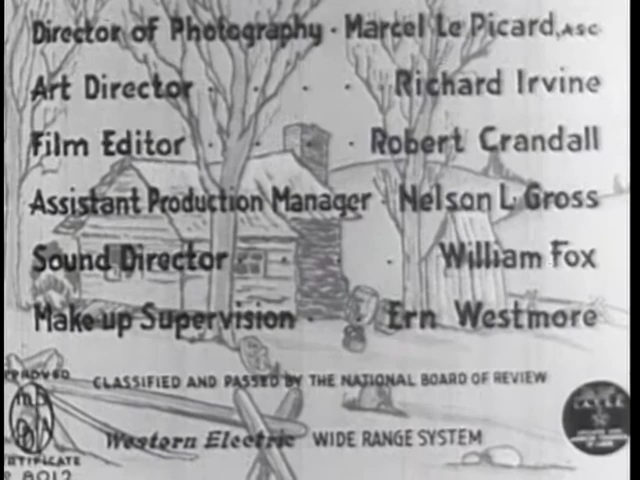 Director of Photography · Marcel Le Picard, A.S.C.
Art Director · · · · Richard Irvine
Film Editor · · · Robert Crandall
Assistant Production Manager · Nelson L. Gross
Sound Director · · · William Fox
Make up Supervision · · Ern Westmore
CLASSIFIED AND PASSED BY THE NATIONAL BOARD OF REVIEW
Western Electric WIDE RANGE SYSTEM